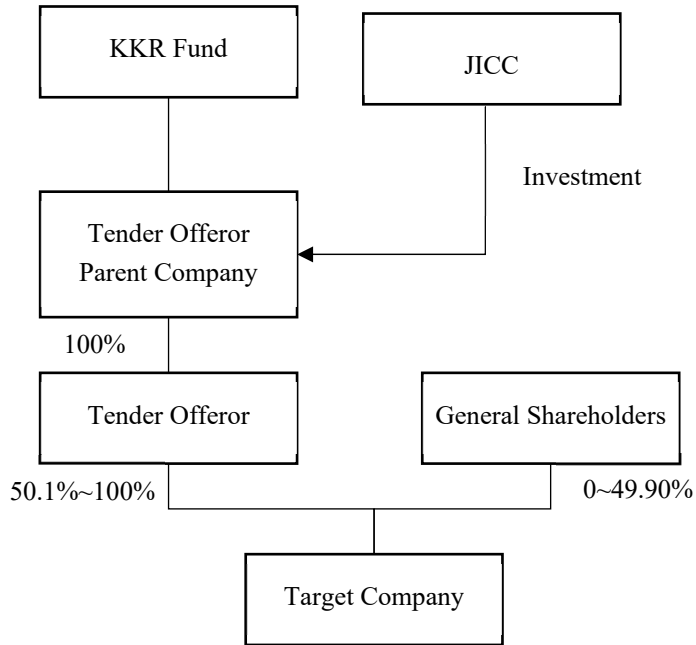 KKR Fund
JICC
Investment
Tender Offeror
Parent Company
100%
Tender Offeror
General Shareholders
50.1%~100%
0~49.90%
Target Company